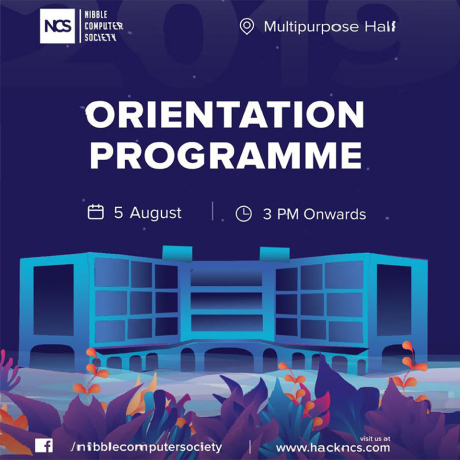 NCS
NIBBLE
COMPUTER
SOCIETY
Multipurpose Hall
2019
ORIENTATION
PROGRAMME
5 August
3 PM Onwards
/nibblecomputersociety
visit us at
www.hackncs.com